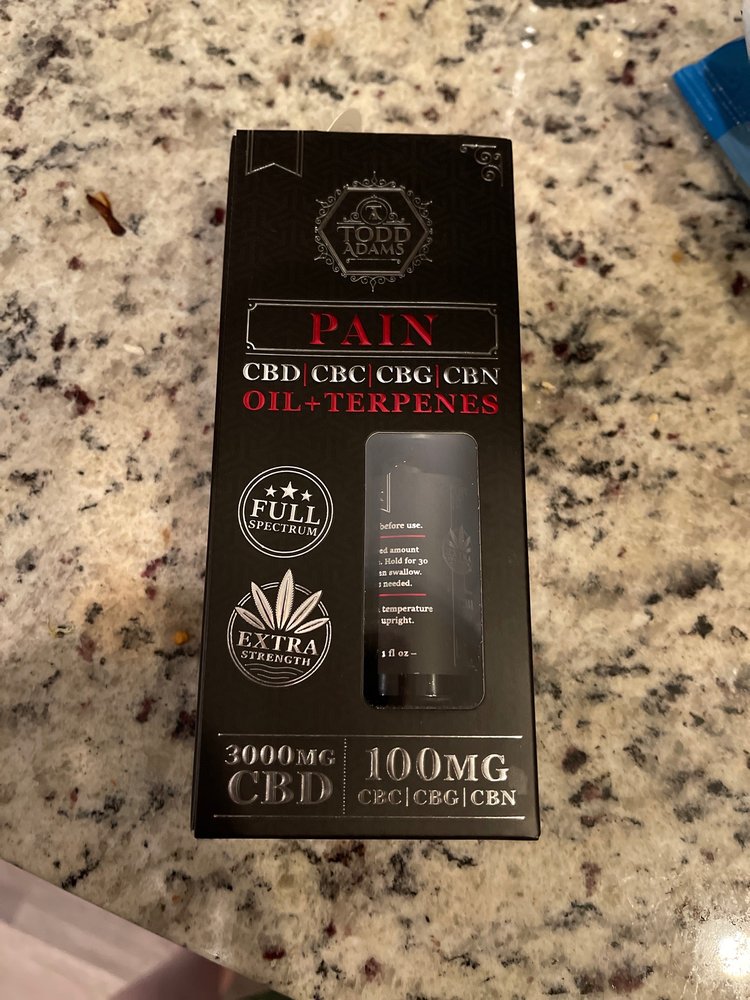 TODD
ADAMS
PAIN
CBD|CBC|CBG|CBN
OIL+TERPENES
FULL
SPECTRUM
EXTRA
STRENGTH
before use.
ed amount
. Hold for 30
an swallow.
s needed.
temperature
upright.
1 fl oz –
3000MG
CBD
100MG
CBC|CBG|CBN